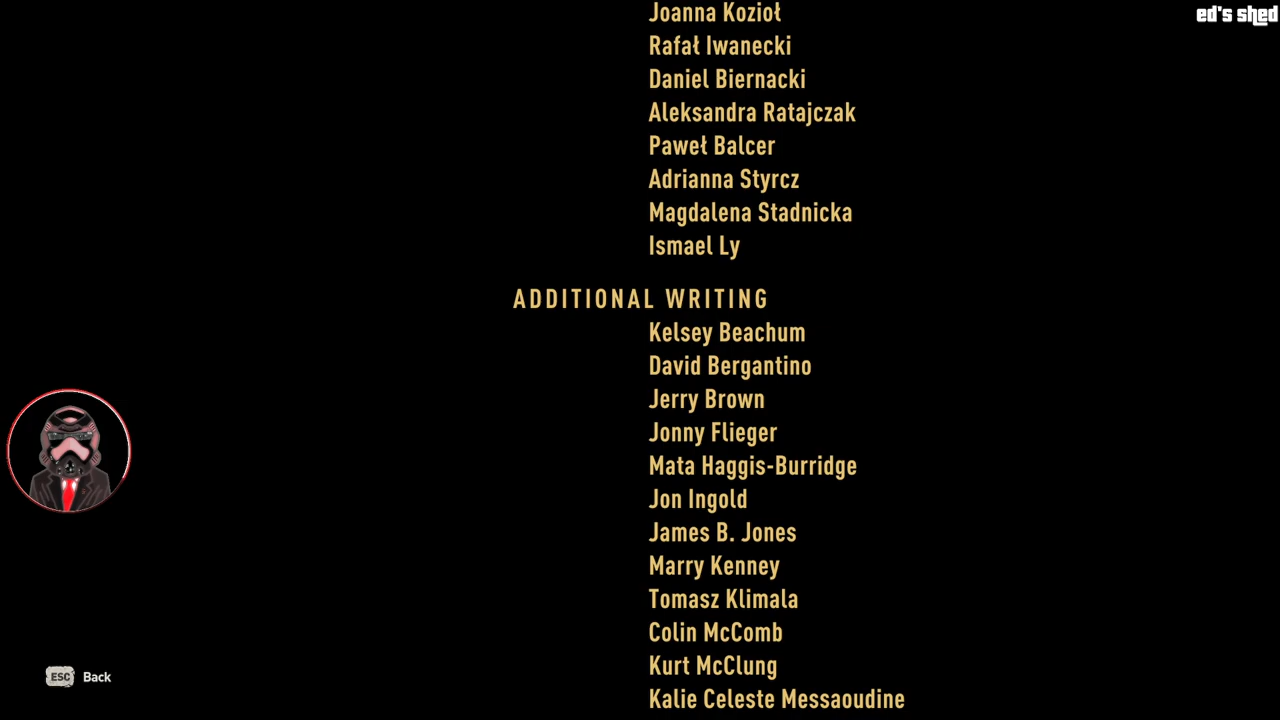 ed's shed
Joanna Kozioł
Rafał Iwanecki
Daniel Biernacki
Aleksandra Ratajczak
Paweł Balcer
Adrianna Styrcz
Magdalena Stadnicka
Ismael Ly
ADDITIONAL WRITING
Kelsey Beachum
David Bergantino
Jerry Brown
Jonny Flieger
Mata Haggis-Burridge
Jon Ingold
James B. Jones
Marry Kenney
Tomasz Klimala
Colin McComb
Kurt McClung
Kalie Celeste Messaoudine
ESC Back